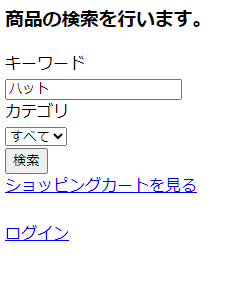 商品の検索を行います。
キーワード
ハット
カテゴリ
すべて
検索
ショッピングカートを見る
ログイン